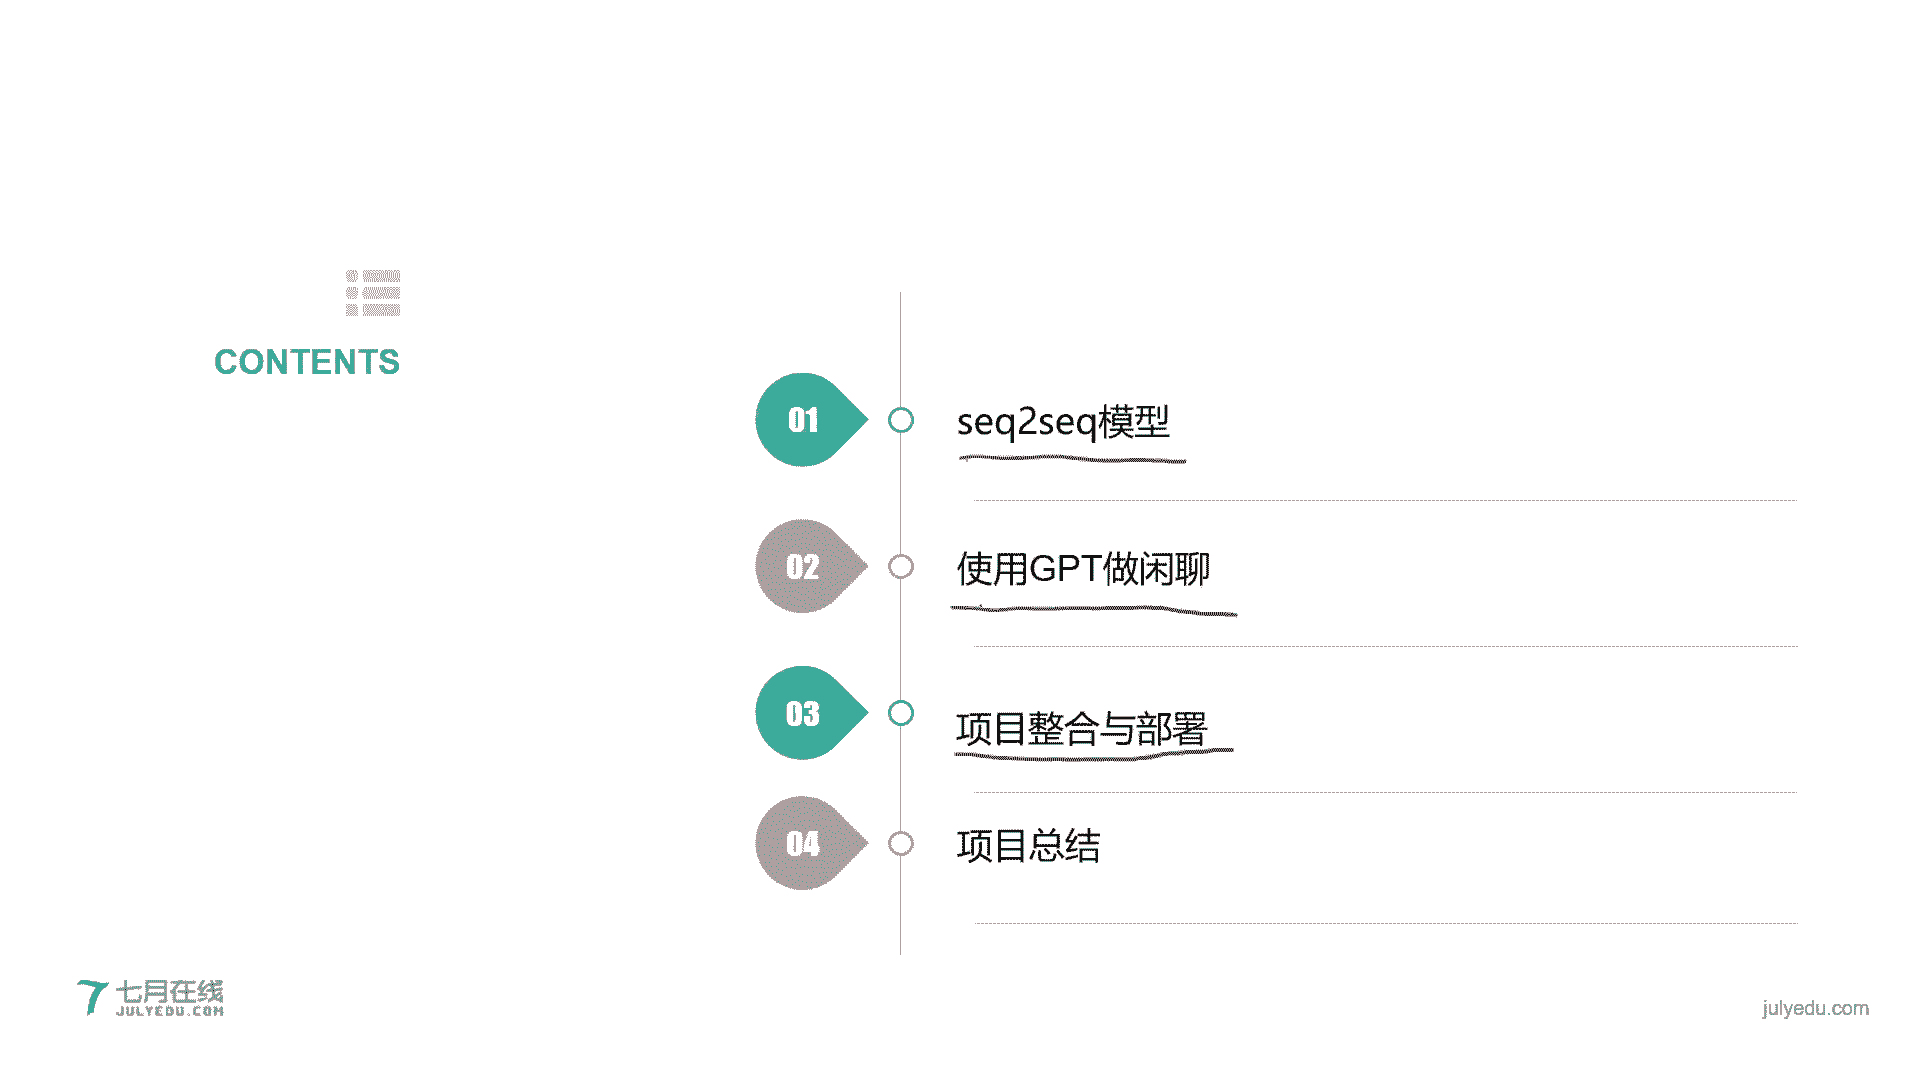 CONTENTS
01
seq2seq模型
02
使用GPT做闲聊
03
项目整合与部署
04
项目总结
七月在线
JULYEDU.COM
julyedu.com